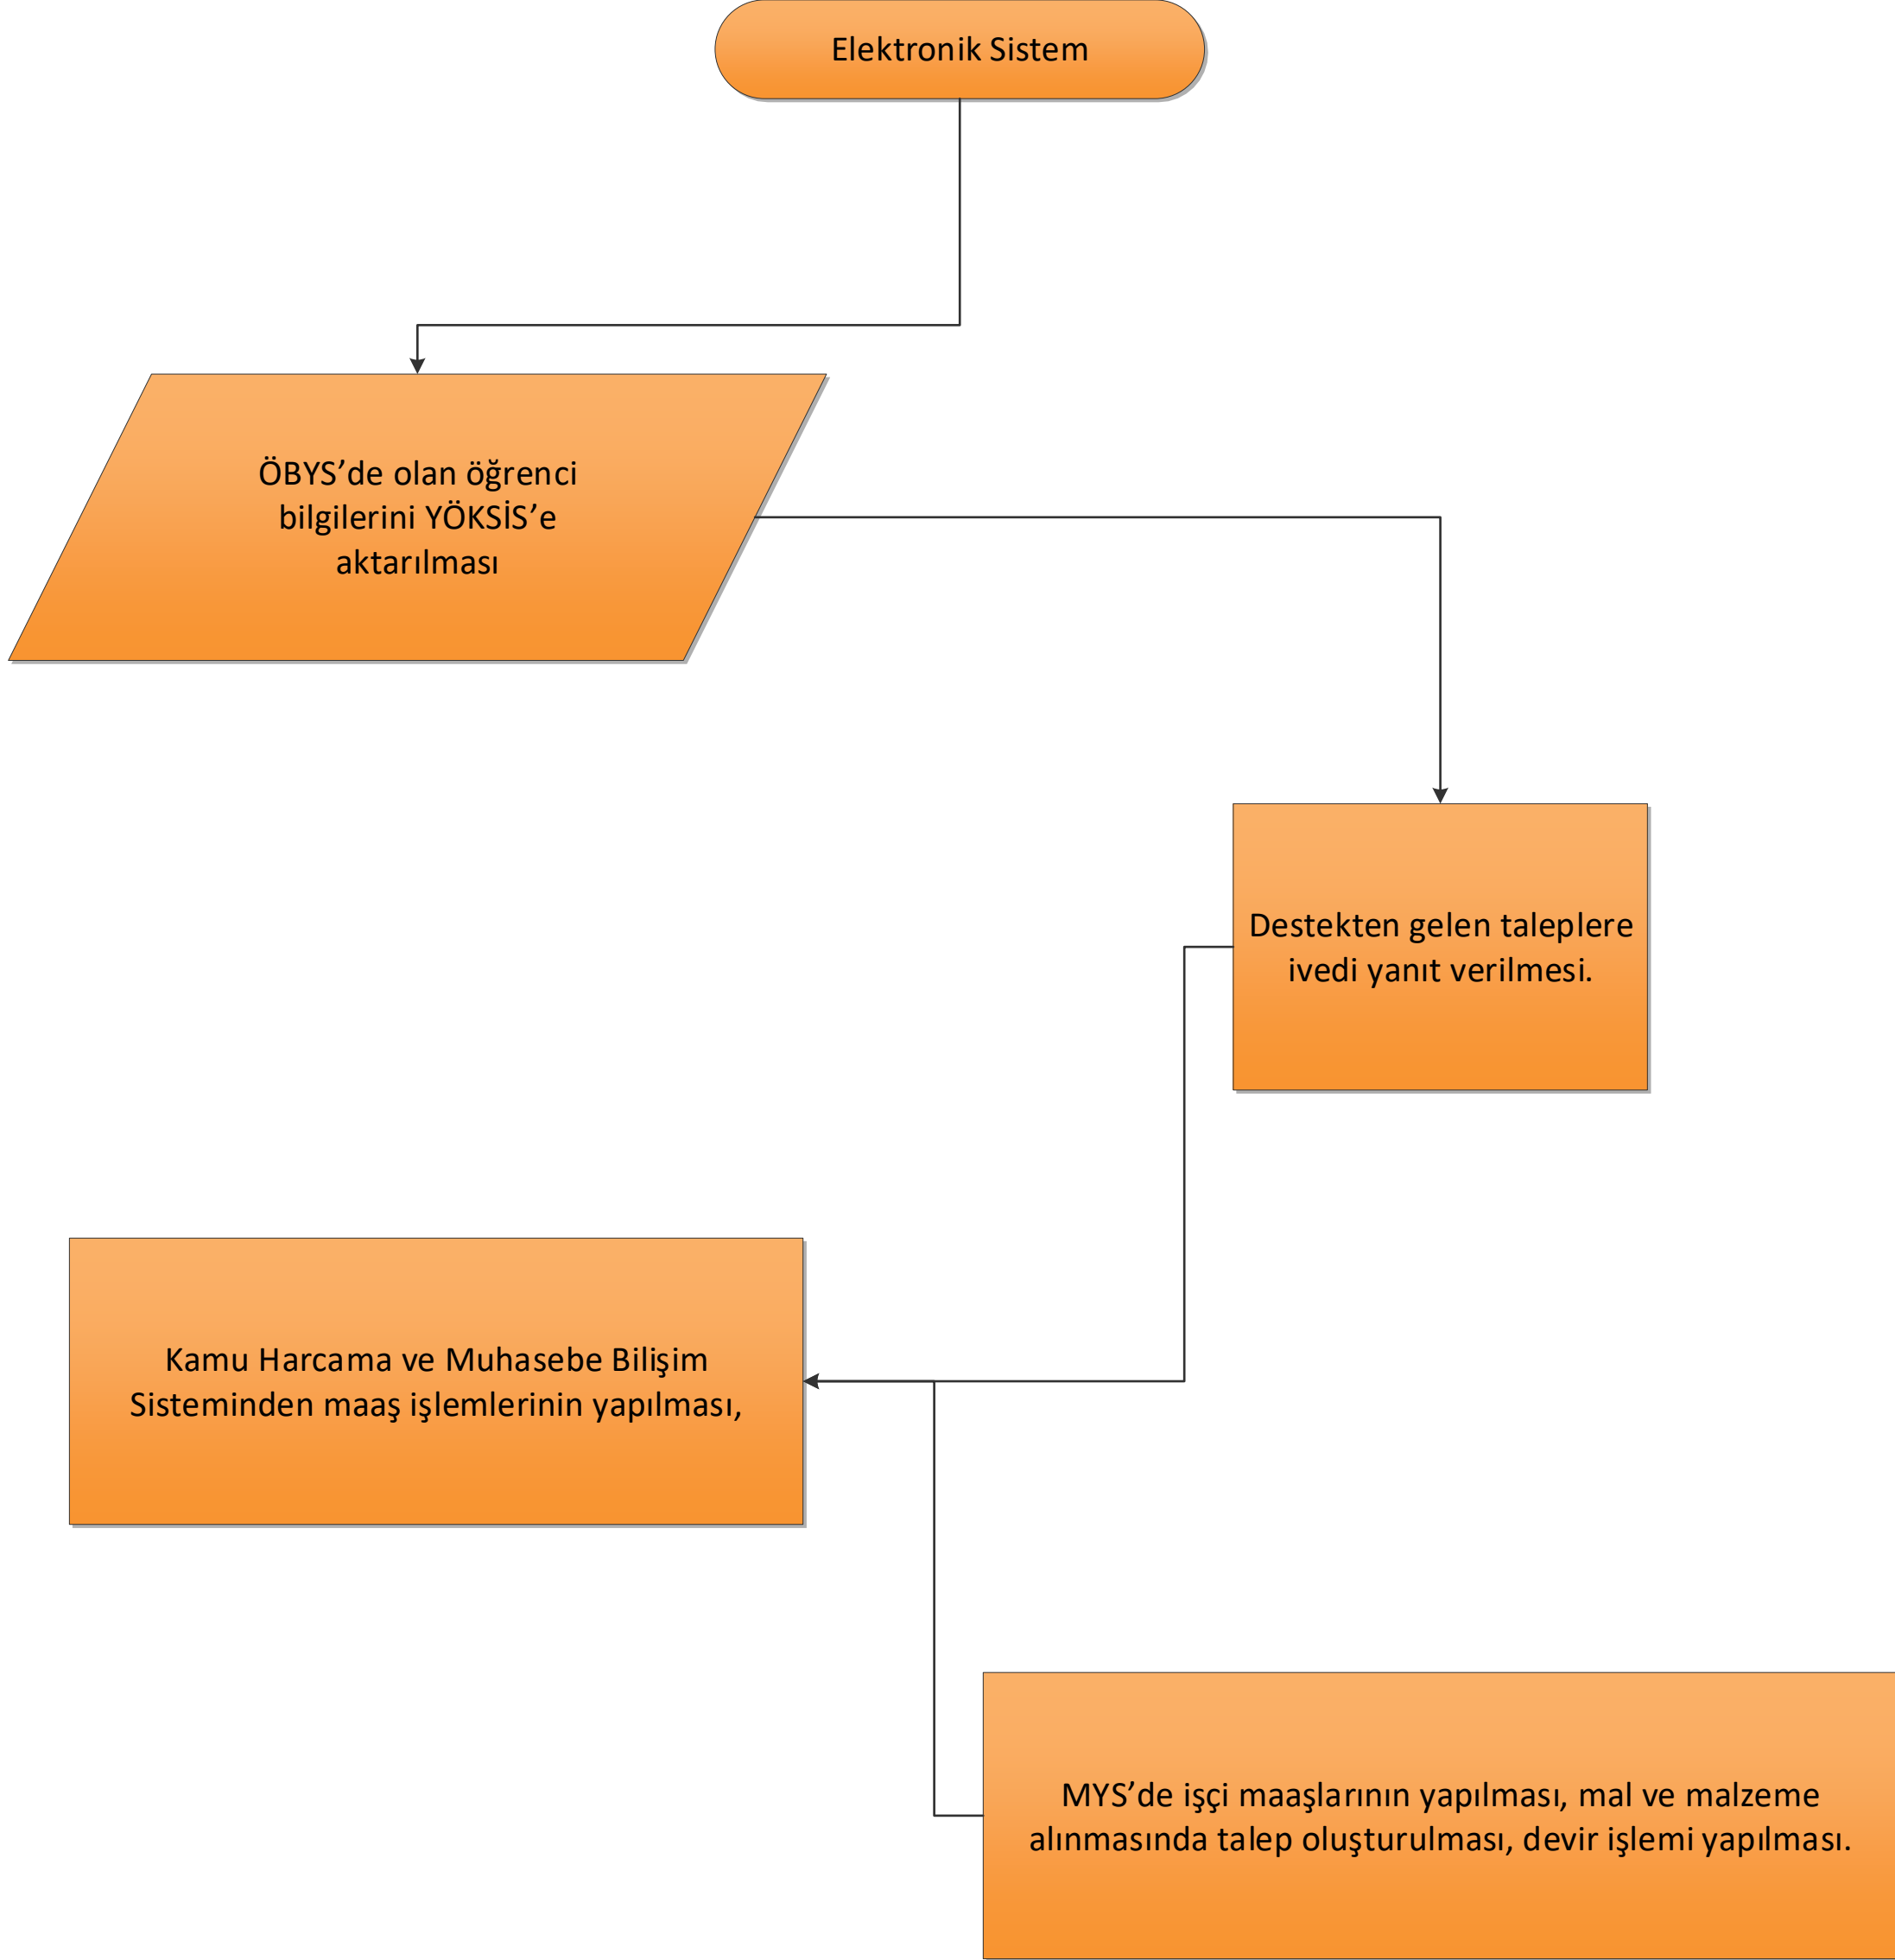 Elektronik Sistem
ÖBYS’de olan öğrenci
bilgilerini YÖKSİS’e
aktarılması
Destekten gelen taleplere
ivedi yanıt verilmesi.
Kamu Harcama ve Muhasebe Bilişim
Sisteminden maaş işlemlerinin yapılması,
MYS’de işçi maaşlarının yapılması, mal ve malzeme
alınmasında talep oluşturulması, devir işlemi yapılması.